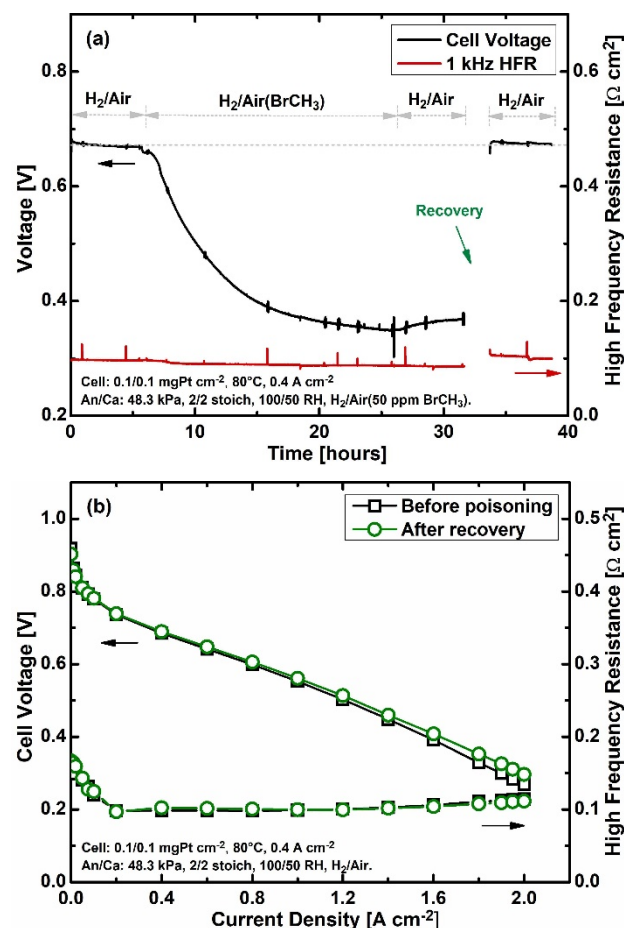 (a)
Cell Voltage
1 kHz HFR
H2/Air
H2/Air(BrCH3)
H2/Air
H2/Air
Recovery
Cell: 0.1/0.1 mgPt cm-2, 80°C, 0.4 A cm-2
An/Ca: 48.3 kPa, 2/2 stoich, 100/50 RH, H2/Air(50 ppm BrCH3).
0.8
0.6
0.4
0.2
Voltage [V]
0.6
0.4
0.2
0.0
High Frequency Resistance [Ω cm2]
0 10 20 30 40
Time [hours]
(b)
Before poisoning
After recovery
Cell: 0.1/0.1 mgPt cm-2, 80°C, 0.4 A cm-2
An/Ca: 48.3 kPa, 2/2 stoich, 100/50 RH, H2/Air.
1.0
0.8
0.6
0.4
0.2
0.0
Cell Voltage [V]
0.5
0.4
0.3
0.2
0.1
0.0
High Frequency Resistance [Ω cm2]
0.0 0.4 0.8 1.2 1.6 2.0
Current Density [A cm-2]